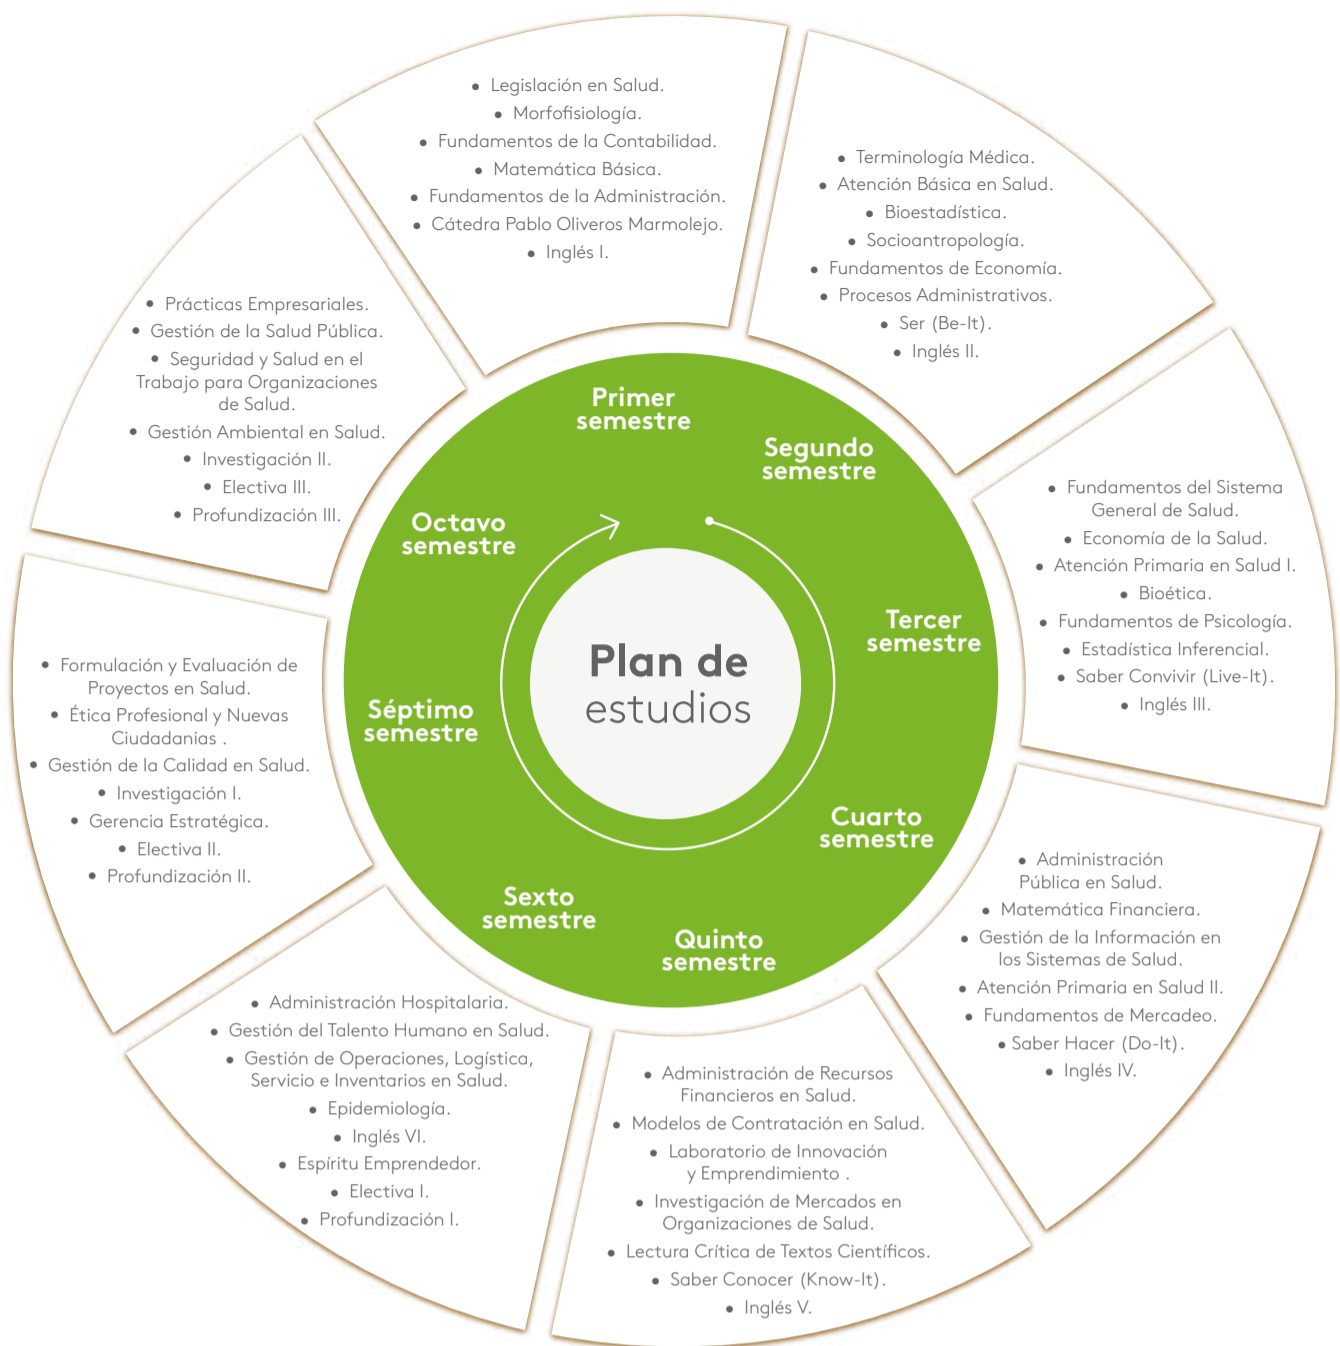 Plan de
estudios
Primer
semestre
• Legislación en Salud.
• Morfofisiología.
• Fundamentos de la Contabilidad.
• Matemática Básica.
• Fundamentos de la Administración.
• Cátedra Pablo Oliveros Marmolejo.
• Inglés I.
Segundo
semestre
• Terminología Médica.
• Atención Básica en Salud.
• Bioestadística.
• Socioantropología.
• Fundamentos de Economía.
• Procesos Administrativos.
• Ser (Be-It).
• Inglés II.
Tercer
semestre
• Fundamentos del Sistema
General de Salud.
• Economía de la Salud.
• Atención Primaria en Salud I.
• Bioética.
• Fundamentos de Psicología.
• Estadística Inferencial.
• Saber Convivir (Live-It).
• Inglés III.
Cuarto
semestre
• Administración
Pública en Salud.
• Matemática Financiera.
• Gestión de la Información en
los Sistemas de Salud.
• Atención Primaria en Salud II.
• Fundamentos de Mercadeo.
• Saber Hacer (Do-It).
• Inglés IV.
Quinto
semestre
• Administración de Recursos
Financieros en Salud.
• Modelos de Contratación en Salud.
• Laboratorio de Innovación
y Emprendimiento .
• Investigación de Mercados en
Organizaciones de Salud.
• Lectura Crítica de Textos Científicos.
• Saber Conocer (Know-It).
• Inglés V.
Sexto
semestre
• Administración Hospitalaria.
• Gestión del Talento Humano en Salud.
• Gestión de Operaciones, Logística,
Servicio e Inventarios en Salud.
• Epidemiología.
• Inglés VI.
• Espíritu Emprendedor.
• Electiva I.
• Profundización I.
Séptimo
semestre
• Formulación y Evaluación de
Proyectos en Salud.
• Ética Profesional y Nuevas
Ciudadanias .
• Gestión de la Calidad en Salud.
• Investigación I.
• Gerencia Estratégica.
• Electiva II.
• Profundización II.
Octavo
semestre
• Prácticas Empresariales.
• Gestión de la Salud Pública.
• Seguridad y Salud en el
Trabajo para Organizaciones
de Salud.
• Gestión Ambiental en Salud.
• Investigación II.
• Electiva III.
• Profundización III.